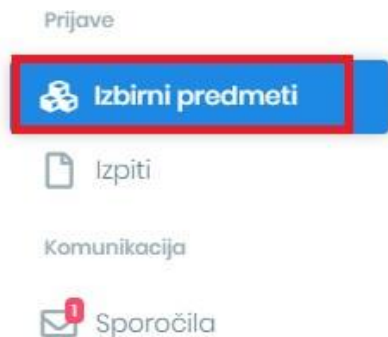 Prijave
Izbirni predmeti
Izpiti
Komunikacija
1
Sporočila